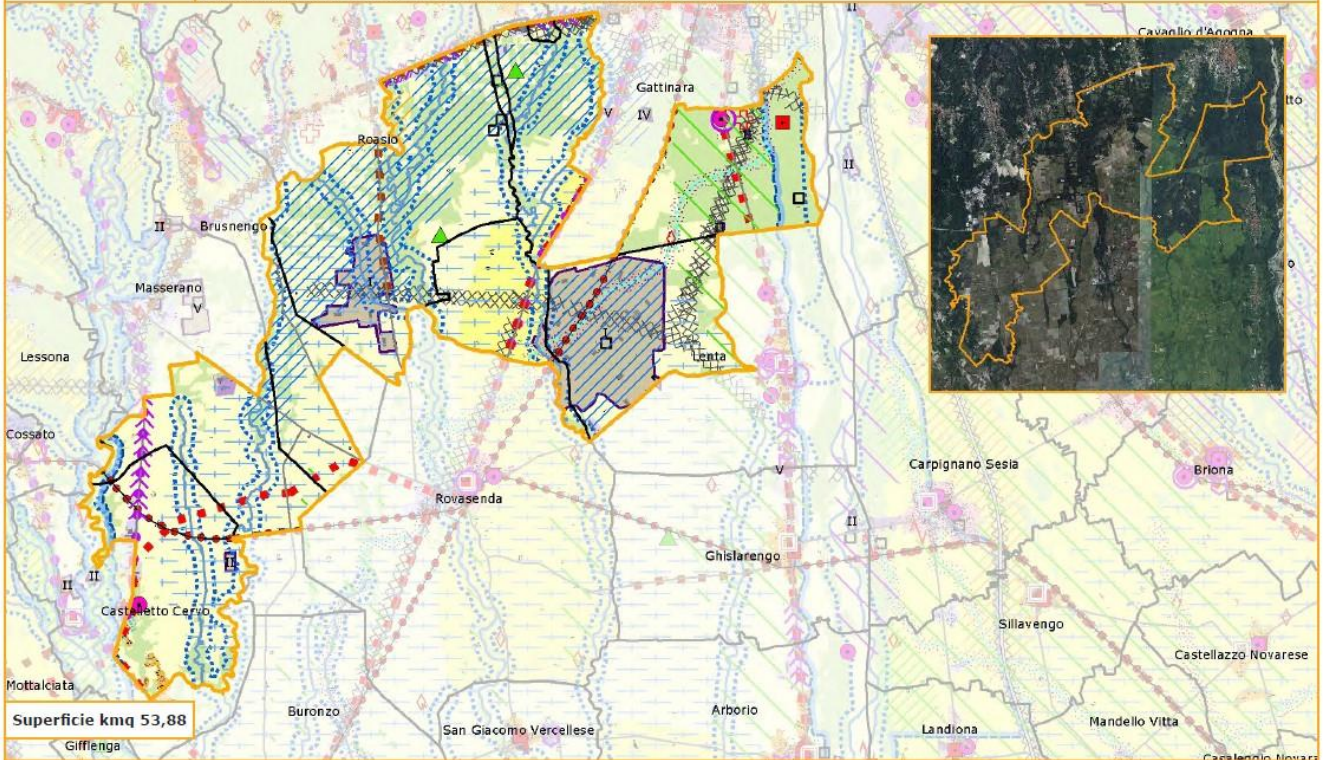 Cavaglio d'Agogna
Gattinara
V
IV
II
Roasio
II
Brusnengo
Masserano
V
I
I
Lessona
Lenta
Cossato
V
Carpignano Sesia
Briona
Rovasenda
II
Ghislarengo
II
II
II
Castelletto Cervo
Sillavengo
Castellazzo Novarese
Mottalciata
Buronzo
Arborio
Mandello Vitta
Superficie kmq 53,88
San Giacomo Vercellese
Landiona
Gifflenga